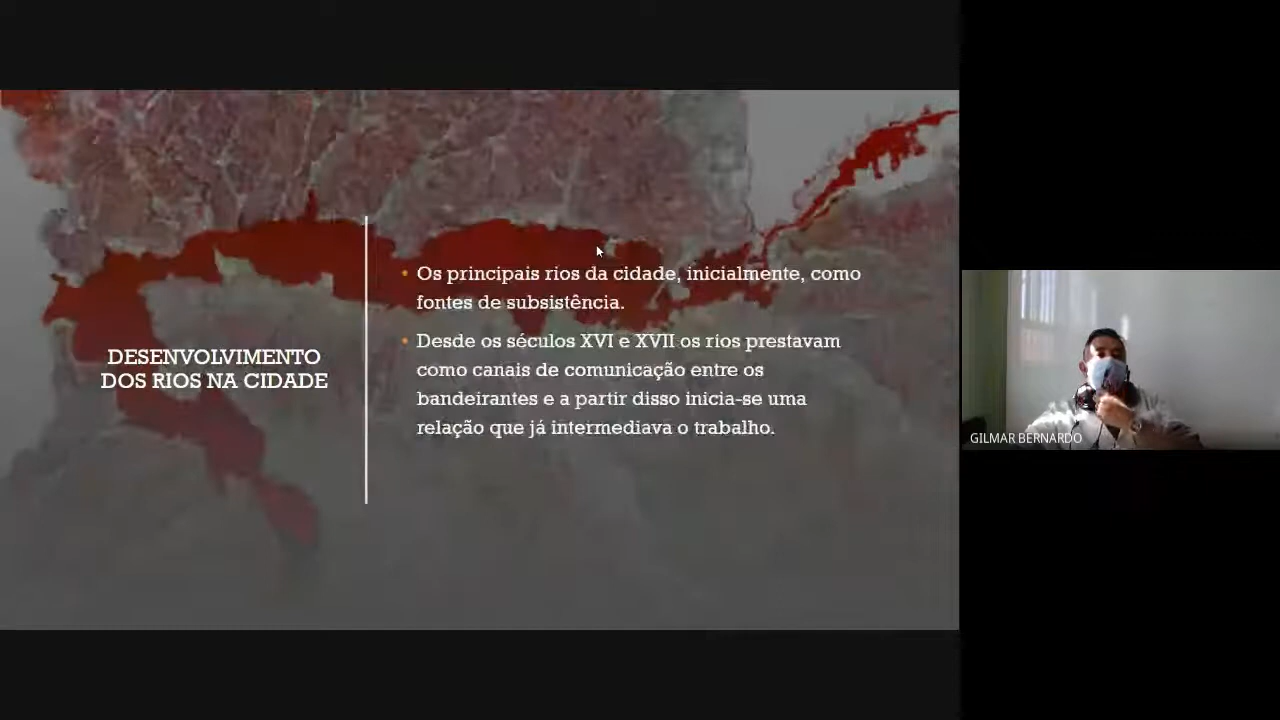 DESENVOLVIMENTO
DOS RIOS NA CIDADE
• Os principais rios da cidade, inicialmente, como
fontes de subsistência.
• Desde os séculos XVI e XVII os rios prestavam
como canais de comunicação entre os
bandeirantes e a partir disso inicia-se uma
relação que já intermediava o trabalho.
GILMAR BERNARDO